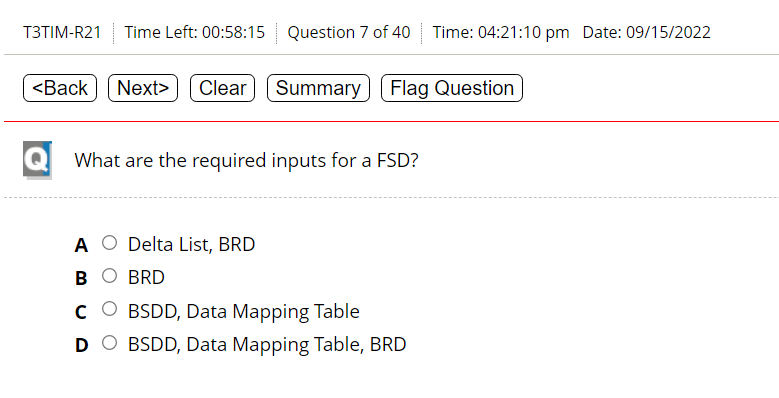 T3TIM-R21 Time Left: 00:58:15 Question 7 of 40 Time: 04:21:10 pm Date: 09/15/2022
<Back Next> Clear Summary Flag Question
Q What are the required inputs for a FSD?
A Delta List, BRD
B BRD
C BSDD, Data Mapping Table
D BSDD, Data Mapping Table, BRD